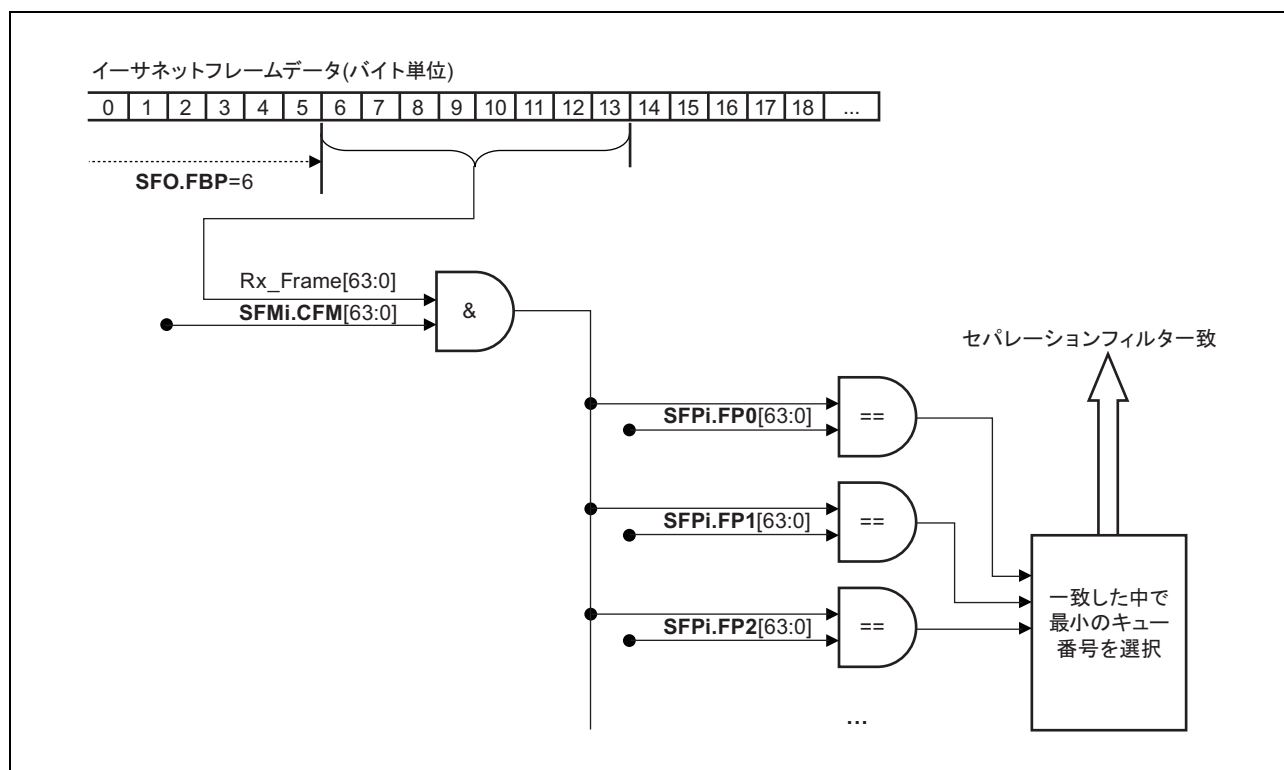 イーサネットフレームデータ(バイト単位)
0 1 2 3 4 5 6 7 8 9 10 11 12 13 14 15 16 17 18 ...
SFO.FBP=6
Rx_Frame[63:0]
SFMi.CFM[63:0]
&
セパレーションフィルター致
SFPi.FP0[63:0]
==
SFPi.FP1[63:0]
==
SFPi.FP2[63:0]
==
一致した中で
最小のキュー
番号を選択
...